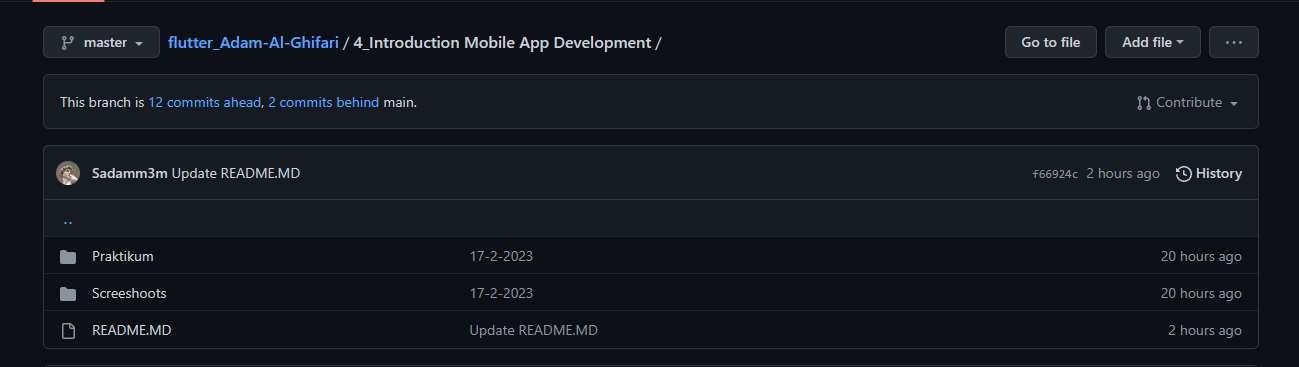 master flutter_Adam-Al-Ghifari / 4_Introduction Mobile App Development / Go to file Add file ...
This branch is 12 commits ahead, 2 commits behind main. Contribute
Sadamm3m Update README.MD f66924c 2 hours ago History
..
Praktikum 17-2-2023 20 hours ago
Screeshoots 17-2-2023 20 hours ago
README.MD Update README.MD 2 hours ago